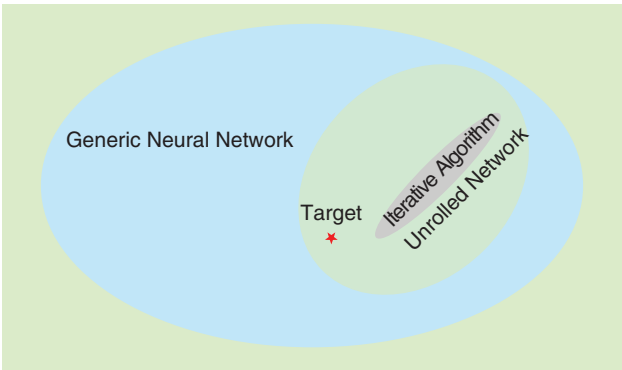 Generic Neural Network
Iterative Algorithm
Unrolled Network
Target